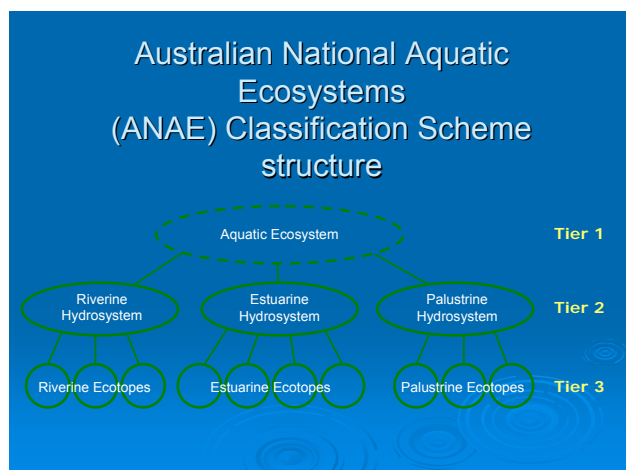 Australian National Aquatic
Ecosystems
(ANAE) Classification Scheme
structure
Aquatic Ecosystem
Tier 1
Riverine
Hydrosystem
Estuarine
Hydrosystem
Palustrine
Hydrosystem
Tier 2
Riverine Ecotopes
Estuarine Ecotopes
Palustrine Ecotopes
Tier 3